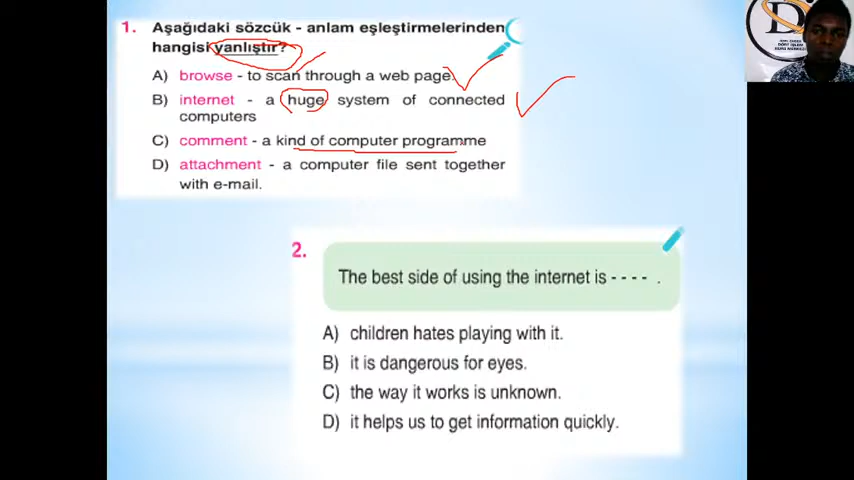 1. Aşağıdaki sözcük - anlam eşleştirmelerinden
hangisi yanlıştır?
A) browse - to scan through a web page
B) internet - a huge system of connected
computers
C) comment - a kind of computer programme
D) attachment - a computer file sent together
with e-mail.
2.
The best side of using the internet is - - - - .
A) children hates playing with it.
B) it is dangerous for eyes.
C) the way it works is unknown.
D) it helps us to get information quickly.